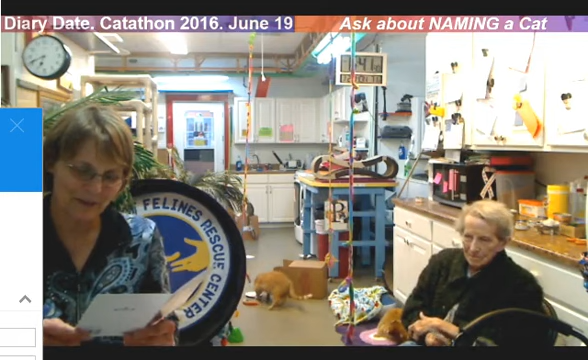 Diary Date. Catathon 2016. June 19
Ask about NAMING a Cat
FELINES RESCUE CENTER